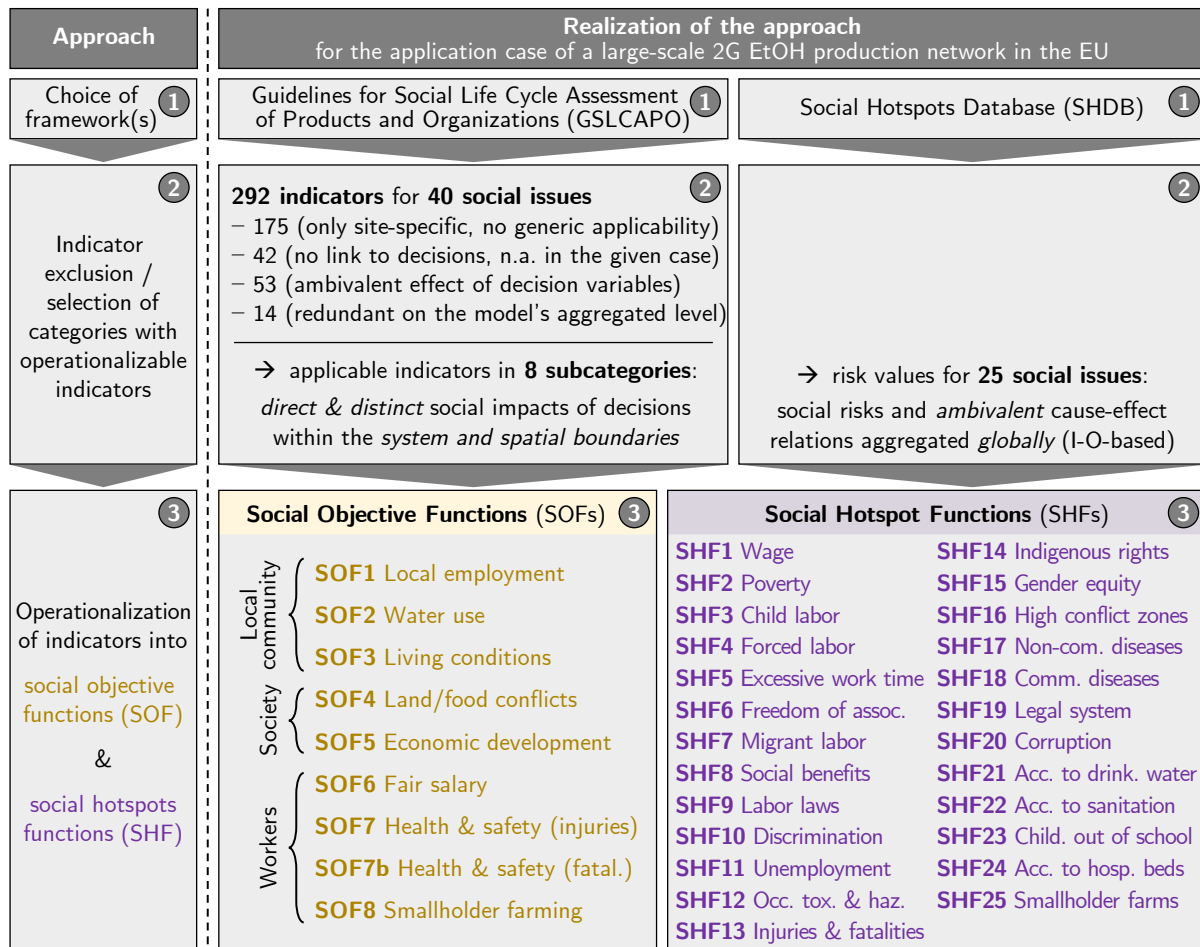 Approach
Realization of the approach
for the application case of a large-scale 2G EtOH production network in the EU
Choice of
framework(s)
1
Guidelines for Social Life Cycle Assessment
of Products and Organizations (GSLCAPO)
1
Social Hotspots Database (SHDB)
1
2
Indicator
exclusion /
selection of
categories with
operationalizable
indicators
2
292 indicators for 40 social issues
– 175 (only site-specific, no generic applicability)
– 42 (no link to decisions, n.a. in the given case)
– 53 (ambivalent effect of decision variables)
– 14 (redundant on the model's aggregated level)
→ applicable indicators in 8 subcategories:
direct & distinct social impacts of decisions
within the system and spatial boundaries
2
→ risk values for 25 social issues:
social risks and ambivalent cause-effect
relations aggregated globally (I-O-based)
3
Operationalization
of indicators into
social objective
functions (SOF)
&
social hotspots
functions (SHF)
Social Objective Functions (SOFs)
3
Local
community
SOF1 Local employment
SOF2 Water use
SOF3 Living conditions
Society
SOF4 Land/food conflicts
SOF5 Economic development
Workers
SOF6 Fair salary
SOF7 Health & safety (injuries)
SOF7b Health & safety (fatal.)
SOF8 Smallholder farming
Social Hotspot Functions (SHFs)
3
SHF1 Wage
SHF2 Poverty
SHF3 Child labor
SHF4 Forced labor
SHF5 Excessive work time
SHF6 Freedom of assoc.
SHF7 Migrant labor
SHF8 Social benefits
SHF9 Labor laws
SHF10 Discrimination
SHF11 Unemployment
SHF12 Occ. tox. & haz.
SHF13 Injuries & fatalities
SHF14 Indigenous rights
SHF15 Gender equity
SHF16 High conflict zones
SHF17 Non-com. diseases
SHF18 Comm. diseases
SHF19 Legal system
SHF20 Corruption
SHF21 Acc. to drink. water
SHF22 Acc. to sanitation
SHF23 Child. out of school
SHF24 Acc. to hosp. beds
SHF25 Smallholder farms